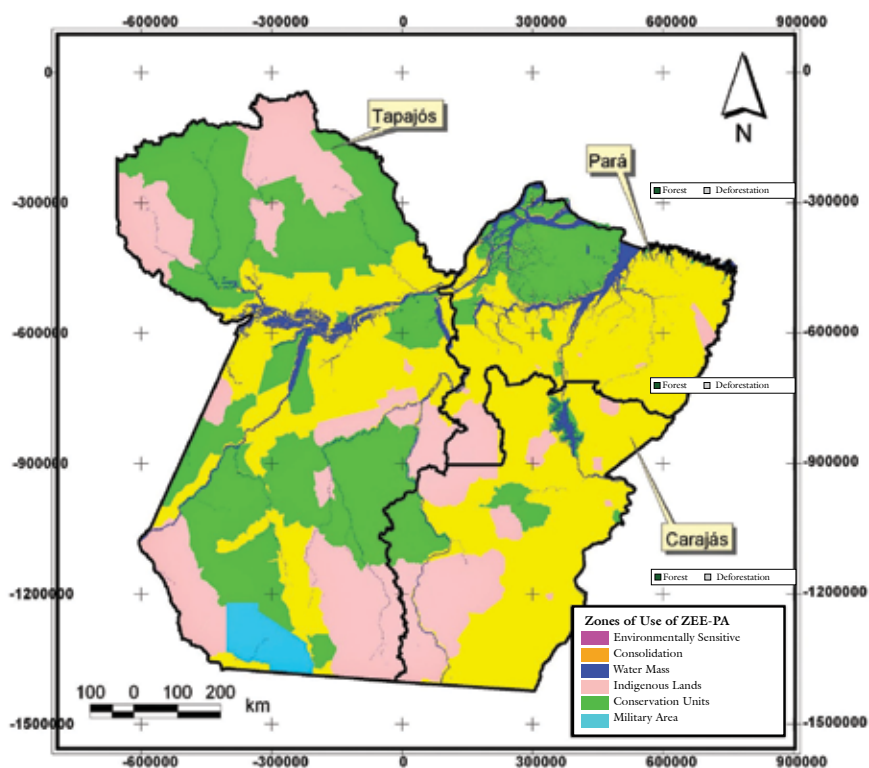 -600000 -300000 0 300000 600000 900000
0 0
Tapajós
N
Pará
Forest Deforestation
-300000 -300000
-600000 -600000
Forest Deforestation
-900000 -900000
Carajás
Forest Deforestation
-1200000 -1200000
Zones of Use of ZEE-PA
Environmentally Sensitive
Consolidation
Water Mass
Indigenous Lands
Conservation Units
Military Area
100 0 100 200
km
-1500000 -1500000
-600000 -300000 0 300000 600000 900000